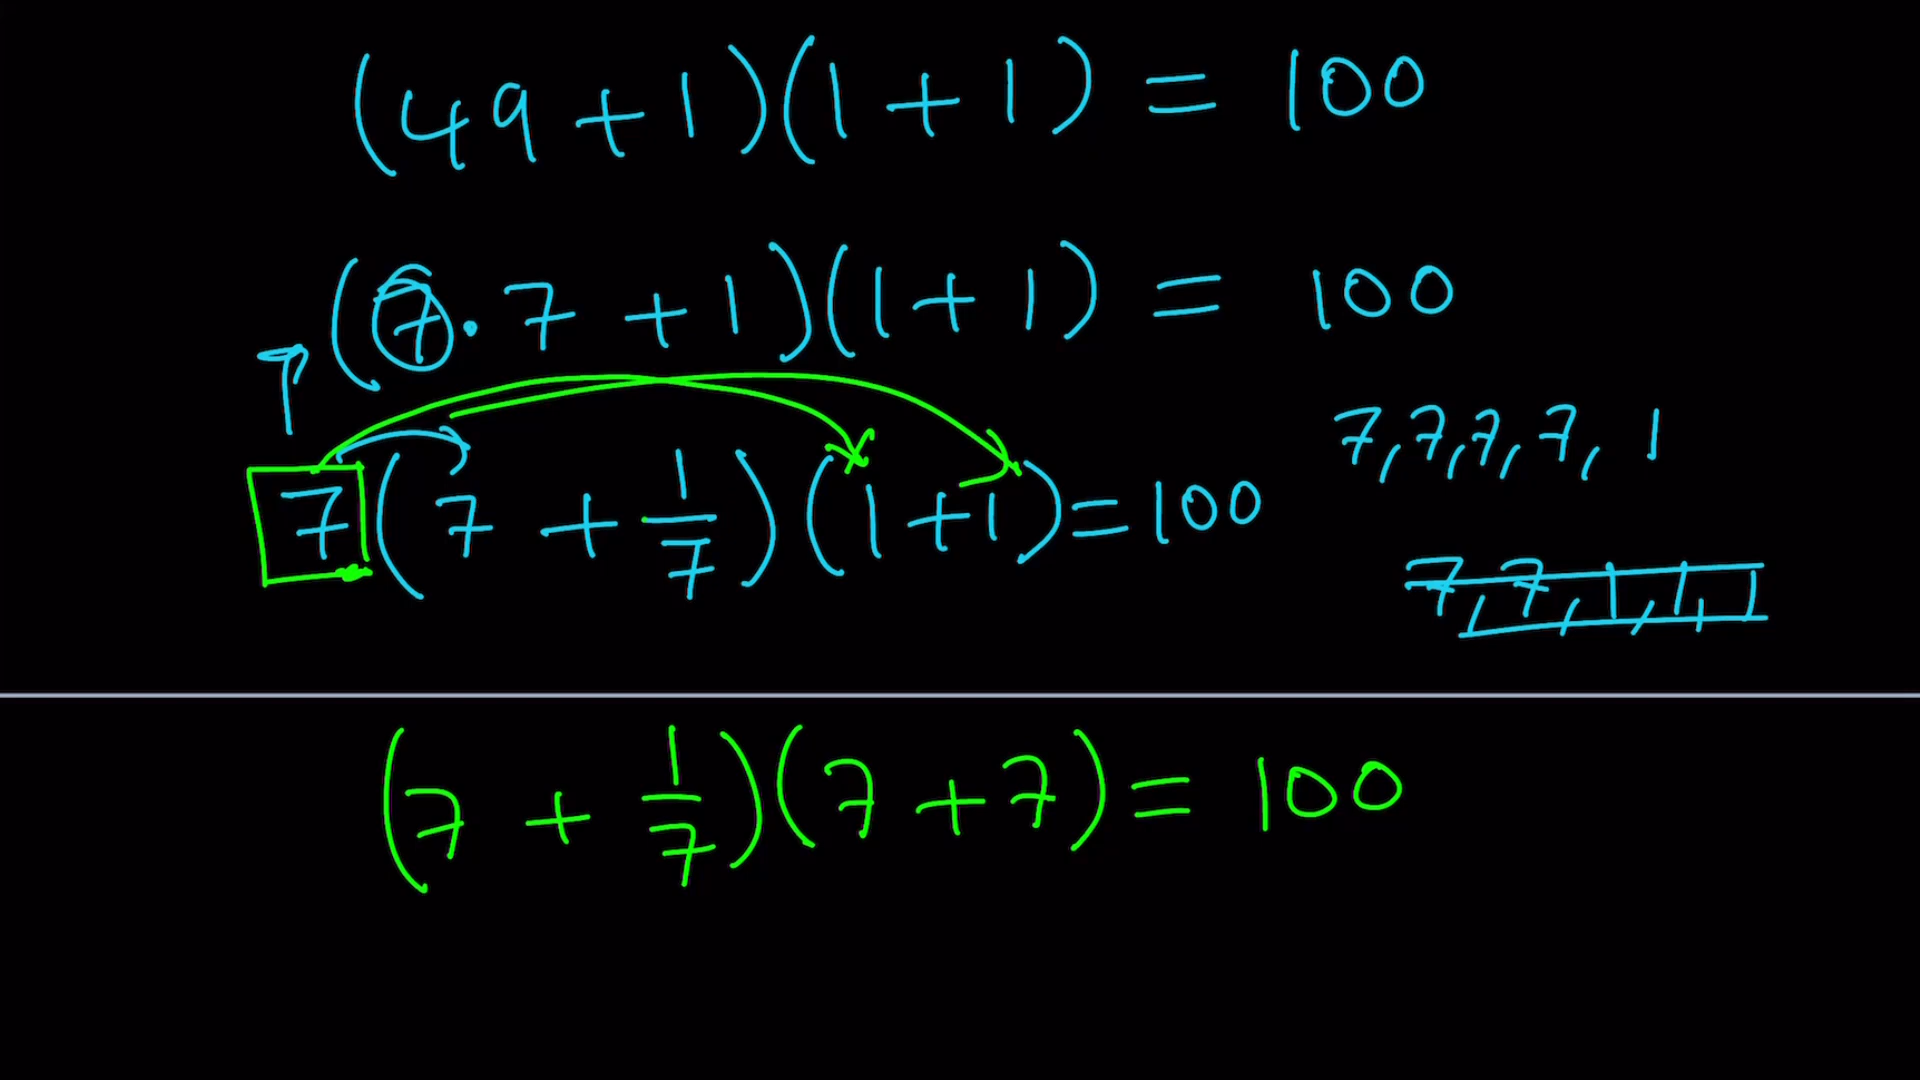 (49+1)(1+1) = 100
(7·7+1)(1+1) = 100
7, 7, 7, 7, 1
7(7+1/7)(1+1)=100
7, 7, 1, 1, 1
(7+1/7)(7+7) = 100